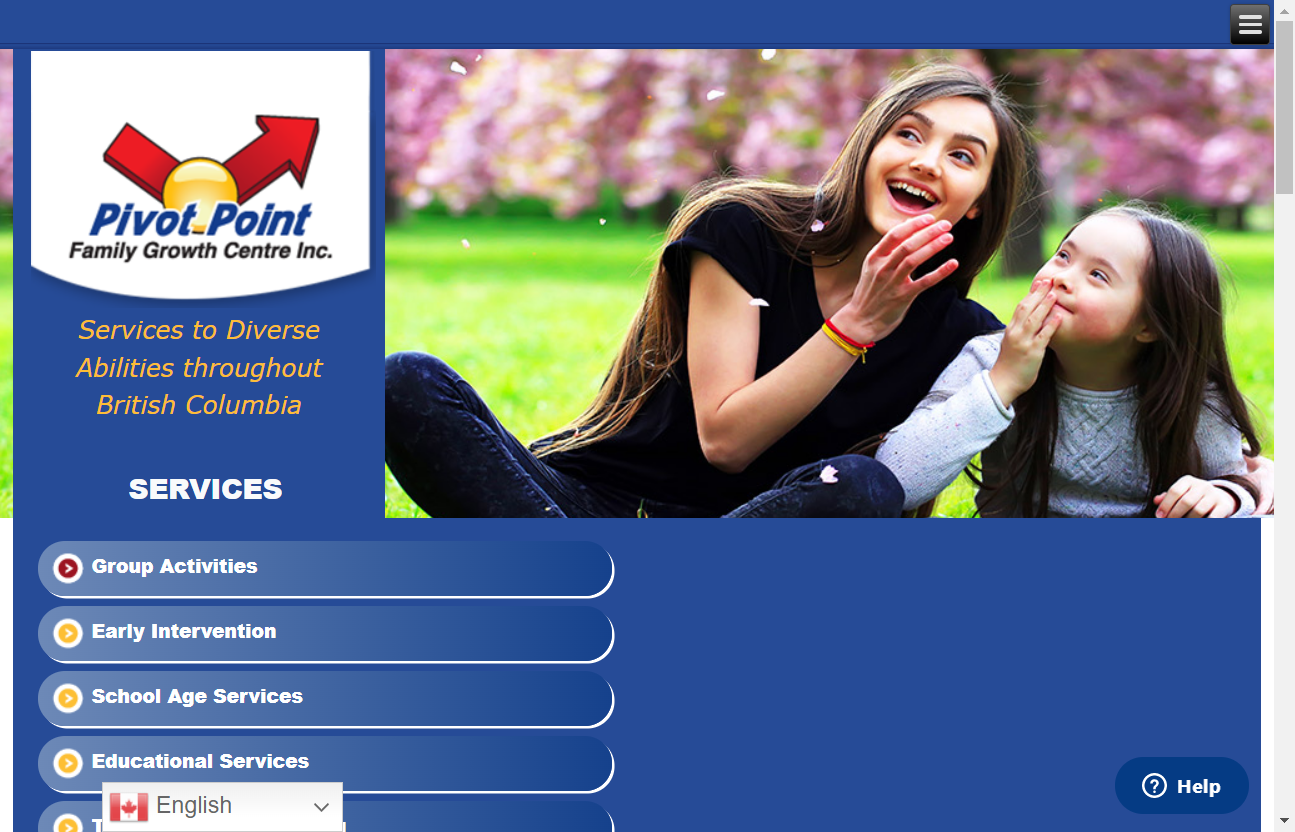 Pivot Point
Family Growth Centre Inc.
Services to Diverse
Abilities throughout
British Columbia
SERVICES
Group Activities
Early Intervention
School Age Services
Educational Services
English
Help